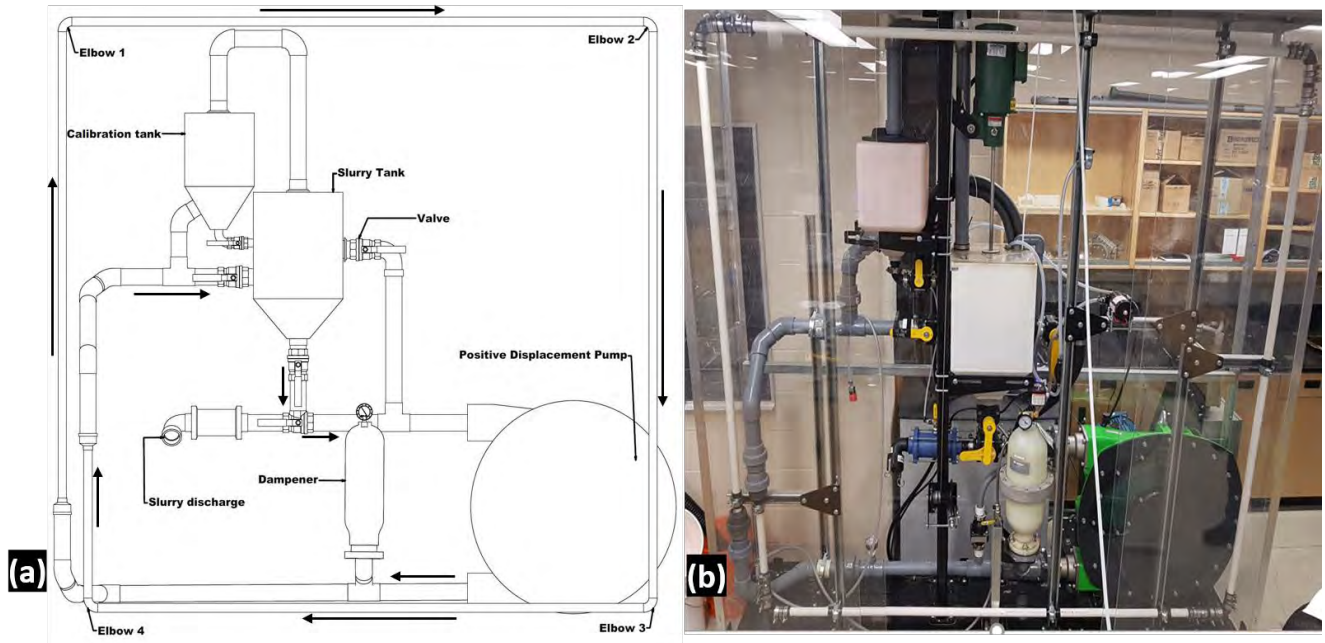 Elbow 1
Elbow 2
Calibration tank
Slurry Tank
Valve
Positive Displacement Pump
Dampener
Slurry discharge
(a)
(b)
Elbow 4
Elbow 3